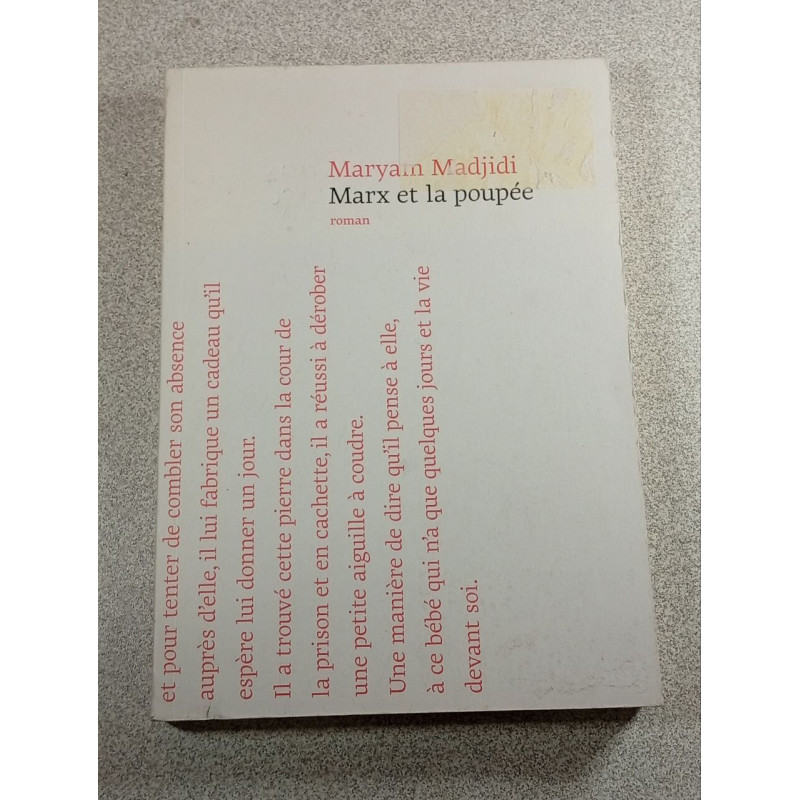 Maryam Madjidi
Marx et la poupée
roman
et pour tenter de combler son absence
auprès d'elle, il lui fabrique un cadeau qu'il
espère lui donner un jour.
Il a trouvé cette pierre dans la cour de
la prison et en cachette, il a réussi à dérober
une petite aiguille à coudre.
Une manière de dire qu'il pense à elle,
à ce bébé qui n'a que quelques jours et la vie
devant soi.